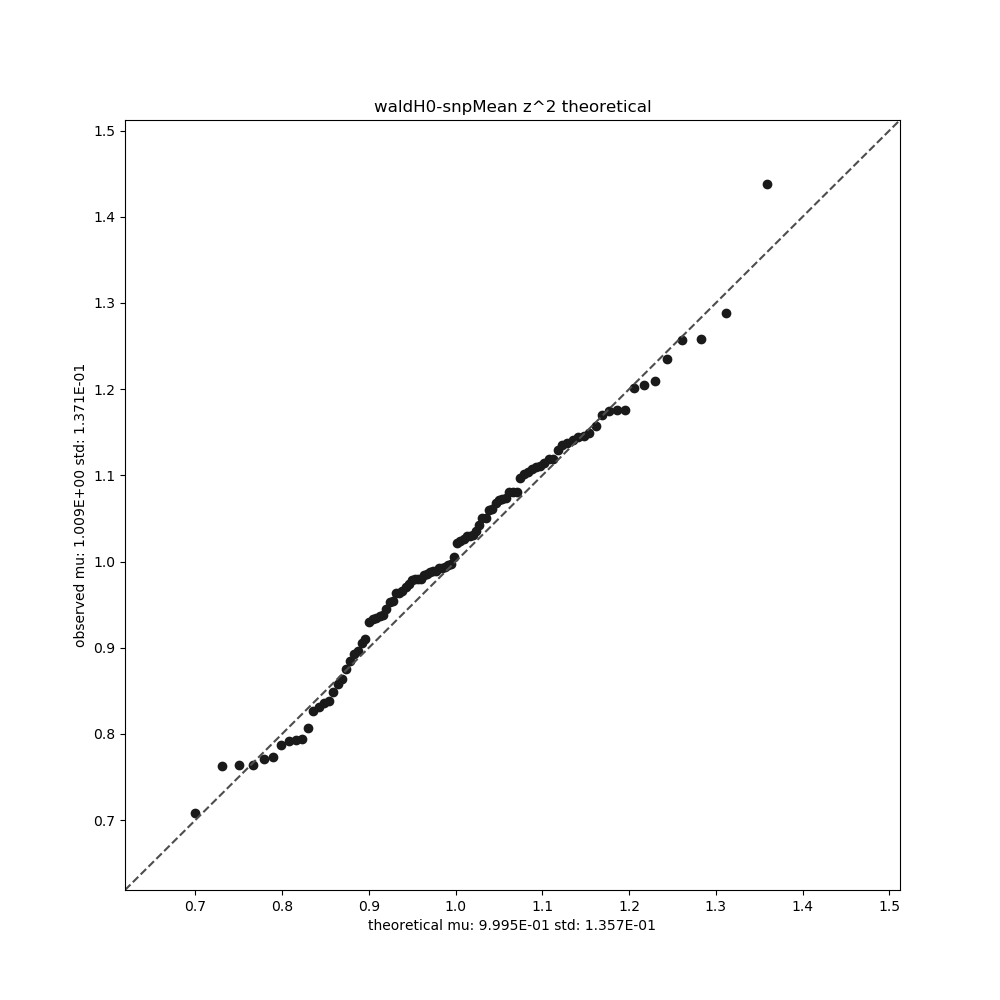 waldH0-snpMean z^2 theoretical
1.5
1.4
1.3
1.2
1.1
1.0
0.9
0.8
0.7
observed mu: 1.009E+00 std: 1.371E-01
0.7 0.8 0.9 1.0 1.1 1.2 1.3 1.4 1.5
theoretical mu: 9.995E-01 std: 1.357E-01